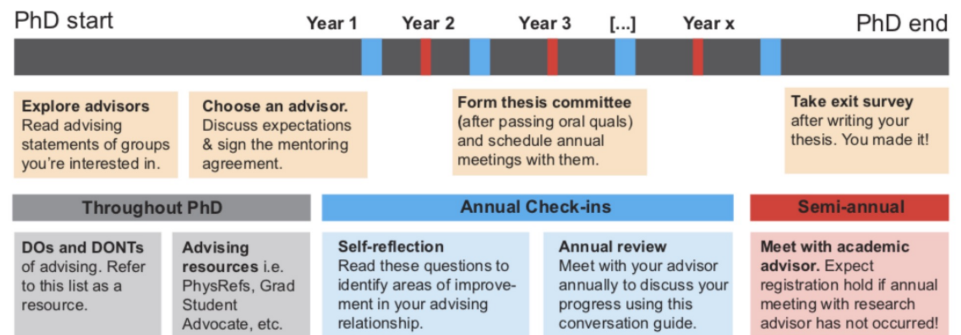 PhD start
Year 1
Year 2
Year 3
[...]
Year x
PhD end
Explore advisors
Read advising
statements of groups
you're interested in.
Choose an advisor.
Discuss expectations
& sign the mentoring
agreement.
Form thesis committee
(after passing oral quals)
and schedule annual
meetings with them.
Take exit survey
after writing your
thesis. You made it!
Throughout PhD
Annual Check-ins
Semi-annual
DOs and DONTs
of advising. Refer
to this list as a
resource.
Advising
resources i.e.
PhysRefs, Grad
Student
Advocate, etc.
Self-reflection
Read these questions to
identify areas of improve-
ment in your advising
relationship.
Annual review
Meet with your advisor
annually to discuss your
progress using this
conversation guide.
Meet with academic
advisor. Expect
registration hold if annual
meeting with research
advisor has not occurred!